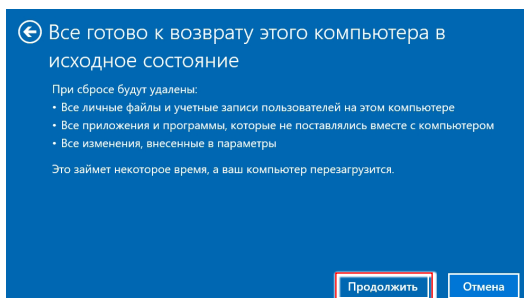 Все готово к возврату этого компьютера в
исходное состояние
При сбросе будут удалены:
• Все личные файлы и учетные записи пользователей на этом компьютере
• Все приложения и программы, которые не поставлялись вместе с компьютером
• Все изменения, внесенные в параметры
Это займет некоторое время, а ваш компьютер перезагрузится.
Продолжить Отмена